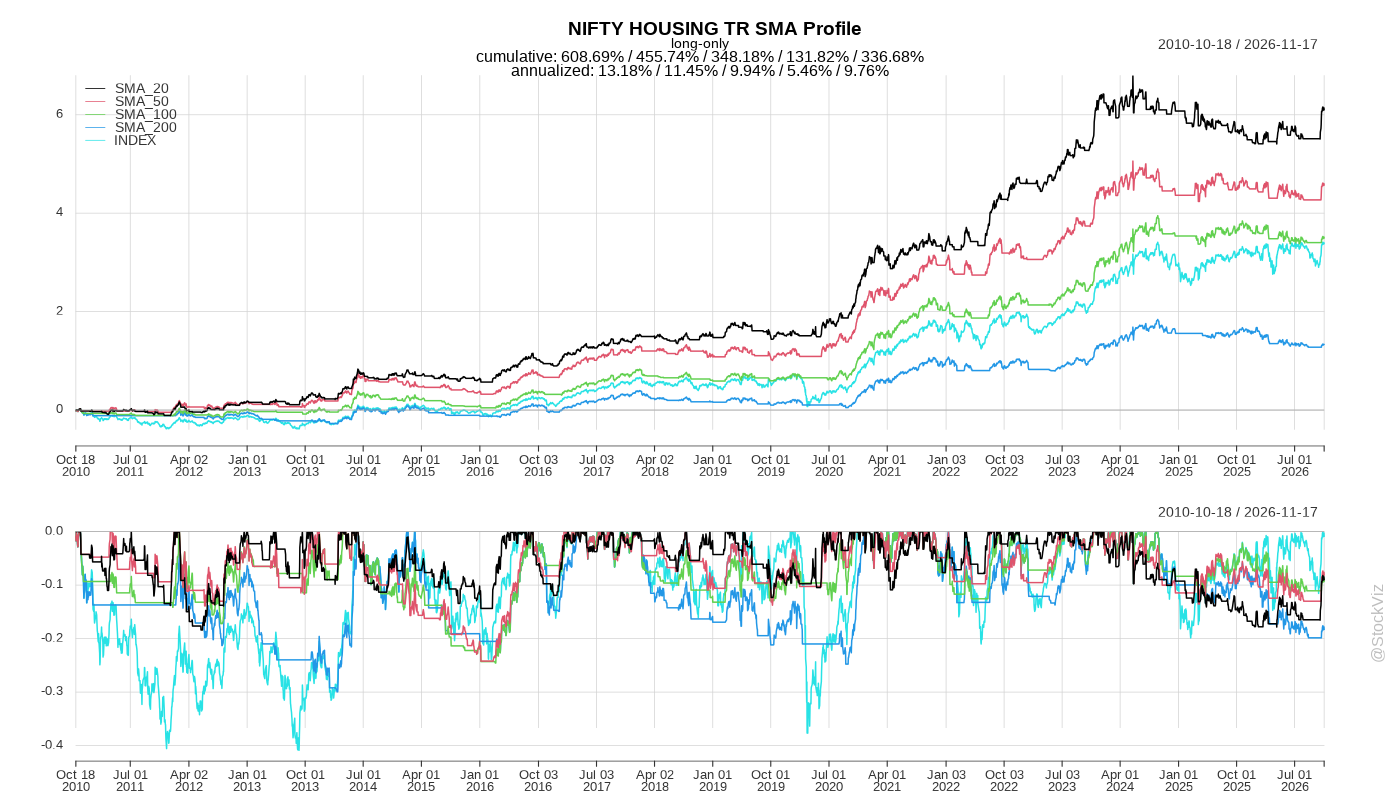 NIFTY HOUSING TR SMA Profile
long-only
cumulative: 608.69% / 455.74% / 348.18% / 131.82% / 336.68%
annualized: 13.18% / 11.45% / 9.94% / 5.46% / 9.76%
2010-10-18 / 2026-11-17
SMA_20
SMA_50
SMA_100
SMA_200
INDEX
6
4
2
0
Oct 18 Jul 01 Apr 02 Jan 01 Oct 01 Jul 01 Apr 01 Jan 01 Oct 03 Jul 03 Apr 02 Jan 01 Oct 01 Jul 01 Apr 01 Jan 03 Oct 03 Jul 03 Apr 01 Jan 01 Oct 01 Jul 01
2010 2011 2012 2013 2013 2014 2015 2016 2016 2017 2018 2019 2019 2020 2021 2022 2022 2023 2024 2025 2025 2026
2010-10-18 / 2026-11-17
0.0
-0.1
-0.2
-0.3
-0.4
Oct 18 Jul 01 Apr 02 Jan 01 Oct 01 Jul 01 Apr 01 Jan 01 Oct 03 Jul 03 Apr 02 Jan 01 Oct 01 Jul 01 Apr 01 Jan 03 Oct 03 Jul 03 Apr 01 Jan 01 Oct 01 Jul 01
2010 2011 2012 2013 2013 2014 2015 2016 2016 2017 2018 2019 2019 2020 2021 2022 2022 2023 2024 2025 2025 2026
@StockViz